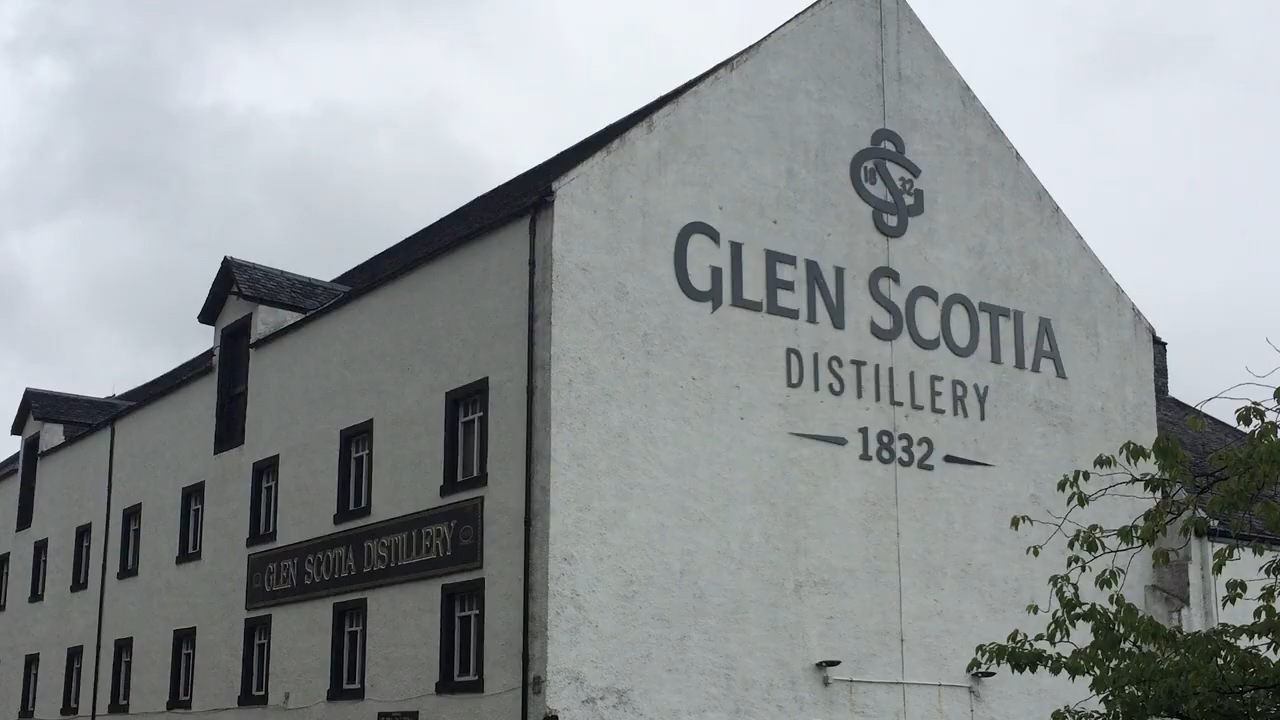 18 32
GLEN SCOTIA
DISTILLERY
1832
GLEN SCOTIA DISTILLERY